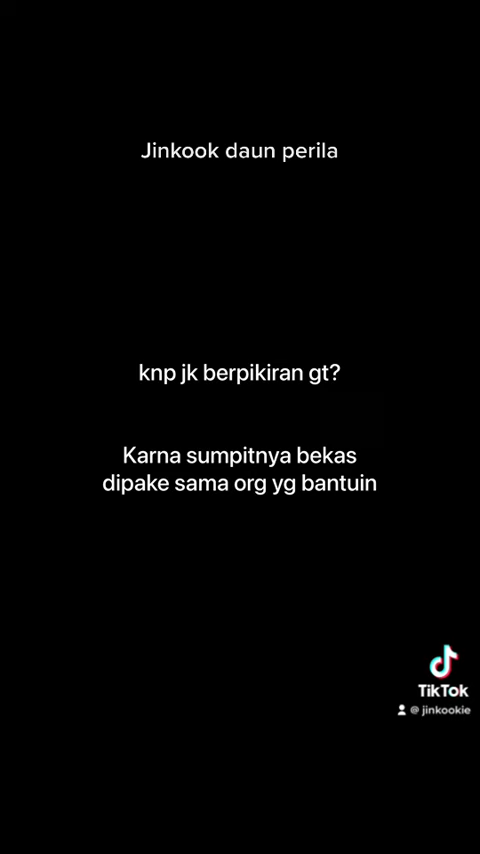 Jinkook daun perila
knp jk berpikiran gt?
Karna sumpitnya bekas
dipake sama org yg bantuin
TikTok
@ jinkookie